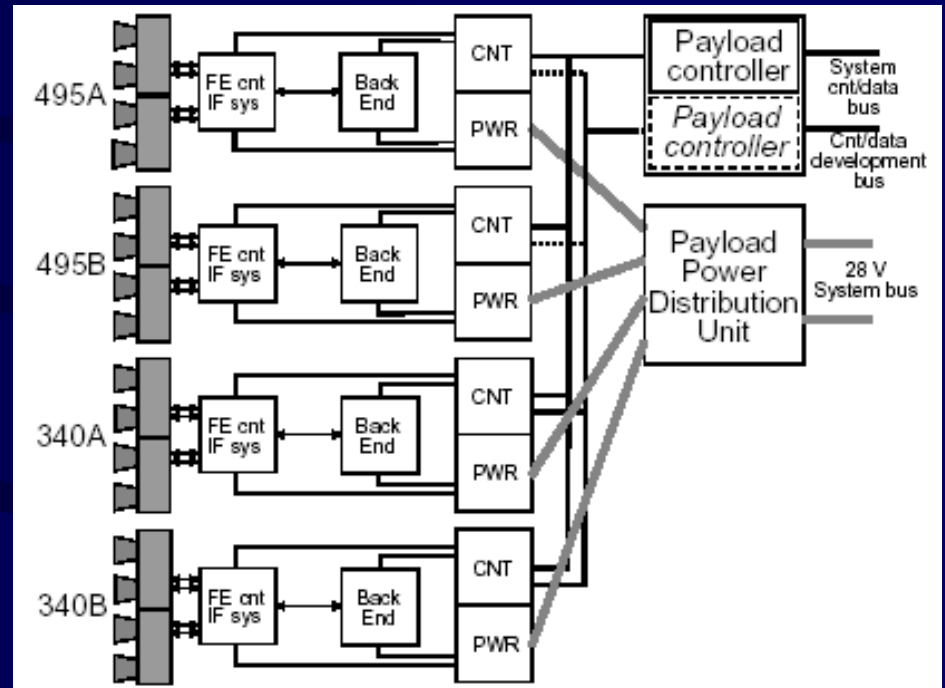 495A
FE cnt
IF sys
Back
End
CNT
PWR
Payload
controller
System
cnt/data
bus
Payload
controller
Cnt/data
development
bus
495B
FE cnt
IF sys
Back
End
CNT
PWR
Payload
Power
Distribution
Unit
28 V
System bus
340A
FE cnt
IF sys
Back
End
CNT
PWR
340B
FE cnt
IF sys
Back
End
CNT
PWR